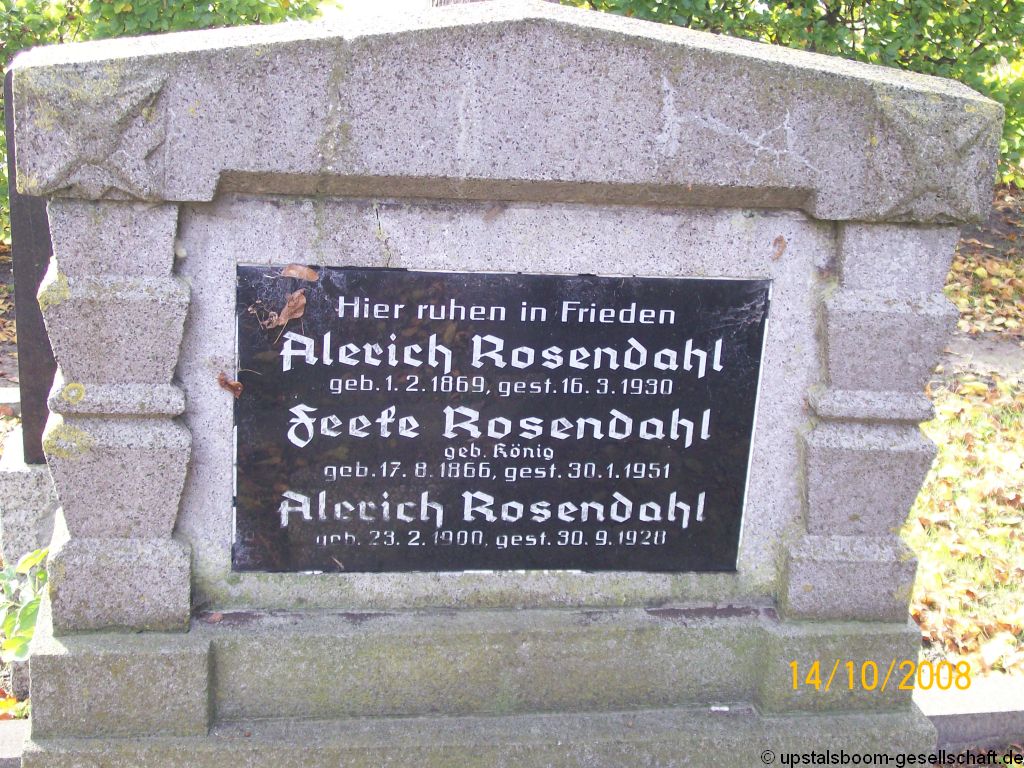 Hier ruhen in Frieden
Alerich Rosendahl
geb. 1. 2. 1869, gest. 16. 3. 1930
Feeke Rosendahl
geb. König
geb. 17. 8. 1866, gest. 30. 1. 1951
Alerich Rosendahl
geb. 23. 2. 1900, gest. 30. 9. 1928
14/10/2008
© upstalsboom-gesellschaft.de